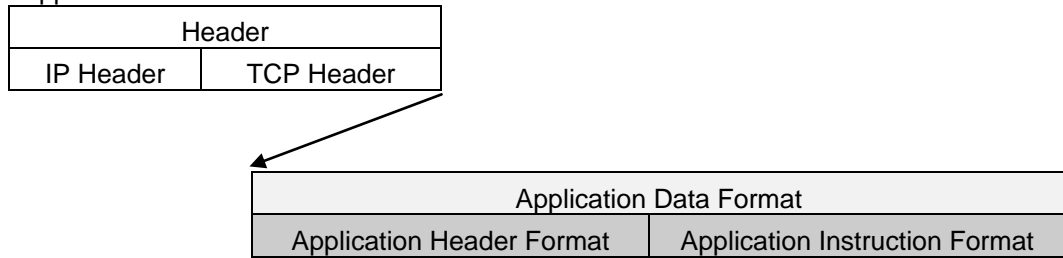 Header
IP Header TCP Header
Application Data Format
Application Header Format Application Instruction Format